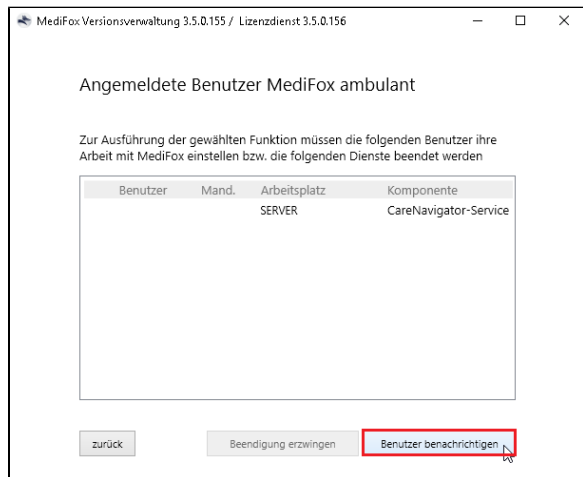 MediFox Versionsverwaltung 3.5.0.155 / Lizenzdienst 3.5.0.156
Angemeldete Benutzer MediFox ambulant
Zur Ausführung der gewählten Funktion müssen die folgenden Benutzer ihre
Arbeit mit MediFox einstellen bzw. die folgenden Dienste beendet werden
Benutzer Mand. Arbeitsplatz Komponente
SERVER CareNavigator-Service
zurück Beendigung erzwingen Benutzer benachrichtigen